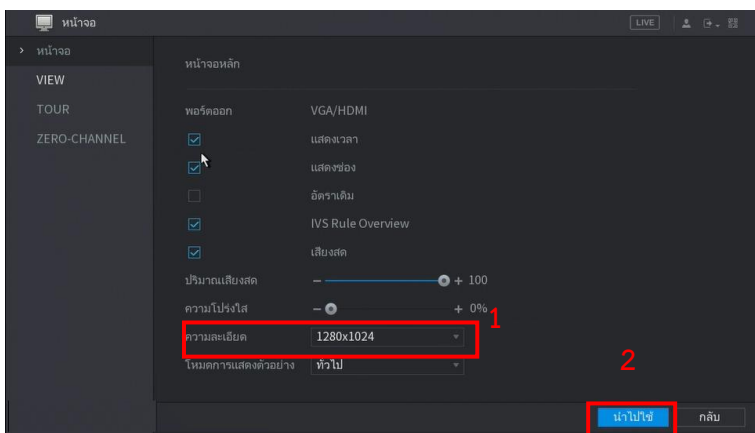 หน้าจอ
LIVE
หน้าจอ
VIEW
TOUR
ZERO-CHANNEL
หน้าจอหลัก
พอร์ตออก VGA/HDMI
แสดงเวลา
แสดงช่อง
อัตราเดิม
IVS Rule Overview
เสียงสด
ปริมาณเสียงสด 100
ความโปร่งใส 0%
1
ความละเอียด 1280x1024
โหมดการแสดงตัวอย่าง ทั่วไป
2
นำไปใช้ กลับ